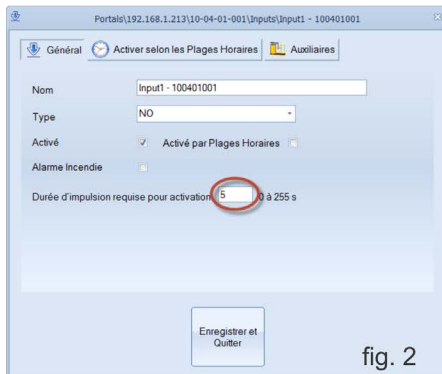 Portals\192.168.1.213\10-04-01-001\Inputs\Input1 - 100401001
Général Activer selon les Plages Horaires Auxiliaires
Nom Input1 - 100401001
Type NO
Activé Activé par Plages Horaires
Alarme Incendie
Durée d'impulsion requise pour activation 5 0 à 255 s
Enregistrer et
Quitter
fig. 2